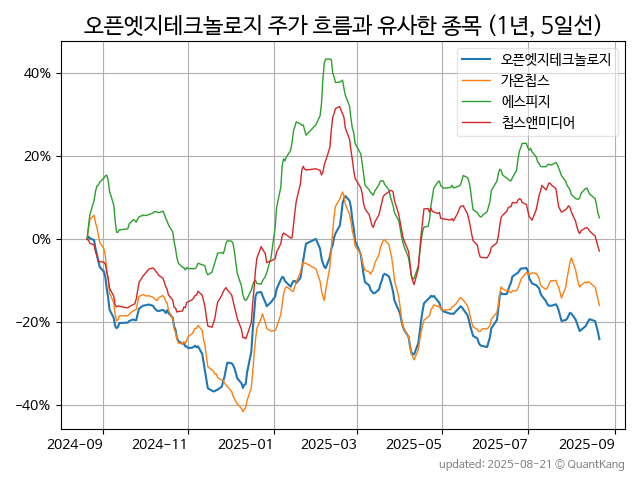 오픈엣지테크놀로지 주가 흐름과 유사한 종목 (1년, 5일선)
오픈엣지테크놀로지
가온칩스
에스피지
칩스앤미디어
40%
20%
0%
−20%
−40%
2024-09
2024-11
2025-01
2025-03
2025-05
2025-07
2025-09
updated: 2025-08-21 © QuantKang